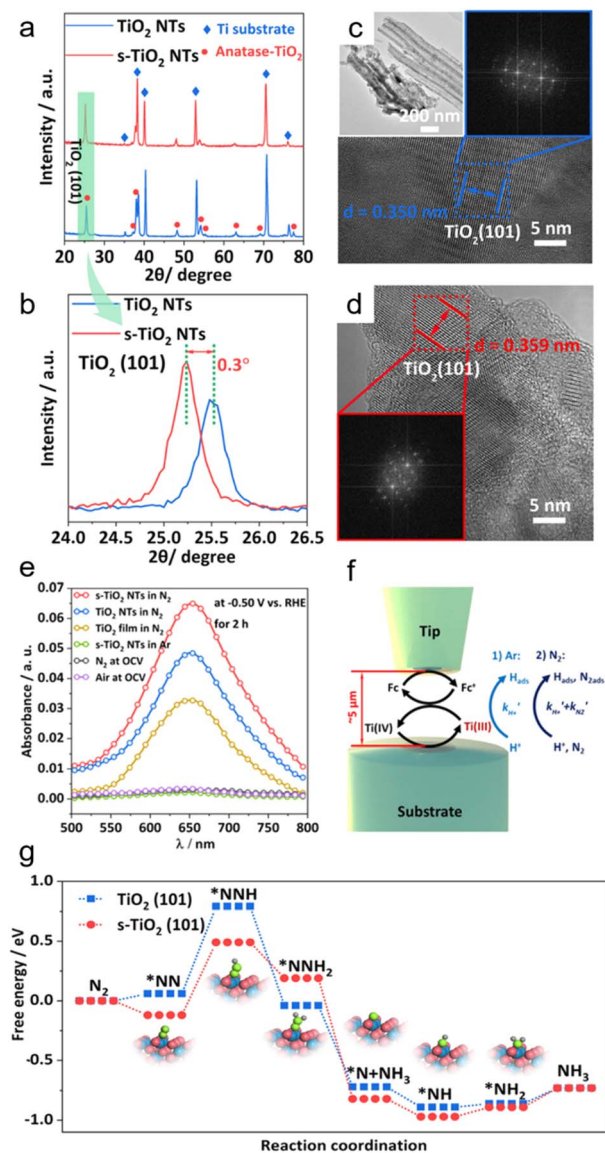 a
TiO2 NTs
s-TiO2 NTs
Ti substrate
Anatase-TiO2
TiO2 (101)
Intensity / a.u.
20 30 40 50 60 70 80
2θ/ degree
b
TiO2 NTs
s-TiO2 NTs
TiO2 (101)
0.3°
Intensity / a.u.
24.0 24.5 25.0 25.5 26.0 26.5
2θ/ degree
c
200 nm
d = 0.350 nm
TiO2(101)
5 nm
d
d = 0.359 nm
TiO2(101)
5 nm
e
s-TiO2 NTs in N2
TiO2 NTs in N2
TiO2 film in N2
s-TiO2 NTs in Ar
N2 at OCV
Air at OCV
at -0.50 V vs. RHE
for 2 h
Absorbance / a. u.
0.07
0.06
0.05
0.04
0.03
0.02
0.01
0.00
500 550 600 650 700 750 800
λ / nm
f
Tip
Fc
Fc+
~5 μm
Ti(IV)
Ti(III)
Substrate
1) Ar:
Hads
kH+'
H+
2) N2:
Hads, N2ads
kH+'+kN2'
H+, N2
g
TiO2 (101)
s-TiO2 (101)
Free energy / eV
1.0
0.5
0.0
-0.5
-1.0
N2
*NN
*NNH
*NNH2
*N+NH3
*NH
*NH2
NH3
Reaction coordination